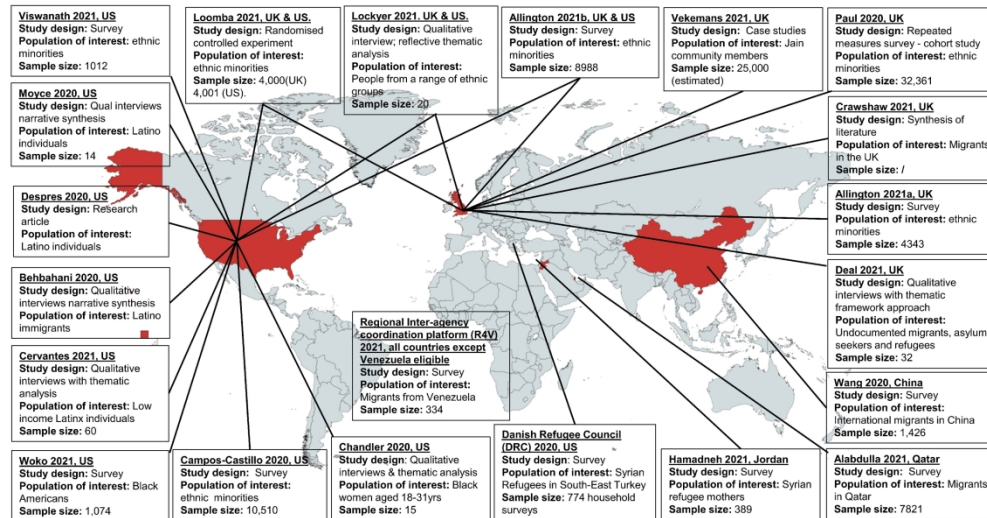 Viswanath 2021, US
Study design: Survey
Population of interest: ethnic
minorities
Sample 1012
Loomba 2021, UK & US.
Study design: Randomised
controlled experiment
Population of interest:
ethnic minorities
Sample size: 4,000(UK)
4,001 (US).
Lockyer 2021. UK & US.
Study design: Qualitative
interview; reflective thematic
analysis
Population of interest:
People from a range of ethnic
groups
Sample size: 20
Allington 2021b, UK & US
Study design: Survey
Population of interest: ethnic
minorities
Sample size: 8988
Vekemans 2021, UK
Study design: Case studies
Population of interest: Jain
community members
Sample size: 25,000
(estimated)
Paul 2020, UK
Study design: Repeated
measures survey - cohort study
Population of interest:
ethnic minorities
Sample size: 32,361
Moyce 2020, US
Study design: Qual interviews
narrative synthesis
Population of interest: Latino
individuals
Sample size: 14
Crawshaw 2021, UK
Study design: Synthesis of
literature
Population of interest: Migrants
in the UK
Sample size: /
Despres 2020, US
Study design: Research
article
Population of interest:
Latino individuals
Allington 2021a, UK
Study design: Survey
Population of interest: ethnic
minorities
Sample size: 4343
Behbahani 2020, US
Study design: Qualitative
interviews narrative synthesis
Population of interest: Latino
immigrants
Deal 2021, UK
Study design: Qualitative
interviews with thematic
framework approach
Population of interest:
Undocumented migrants, asylum
seekers and refugees
Sample size: 32
Regional Inter-agency
coordination platform (R4V)
2021, all countries except
Venezuela eligible
Study design: Survey
Population of interest:
Migrants from Venezuela
Sample size: 334
Cervantes 2021, US
Study design: Qualitative
interviews with thematic
analysis
Population of interest: Low
income Latinx individuals
Sample size: 60
Wang 2020, China
Study design: Survey
Population of interest:
International migrants in China
Sample size: 1,426
Woko 2021, US
Study design: Survey
Population of interest: Black
Americans
Sample size: 1,074
Campos-Castillo 2020, US
Study design: Survey
Population of interest:
ethnic minorities
Sample size: 10,510
Chandler 2020, US
Study design: Qualitative
interviews & thematic analysis
Population of interest: Black
women aged 18-31yrs
Sample size: 15
Danish Refugee Council
(DRC) 2020, US
Study design: Survey
Population of interest: Syrian
Refugees in South-East Turkey
Sample size: 774 household
surveys
Hamadneh 2021, Jordan
Study design: Survey
Population of interest: Syrian
refugee mothers
Sample size: 389
Alabdulla 2021, Qatar
Study design: Survey
Population of interest: Migrants
in Qatar
Sample size: 7821